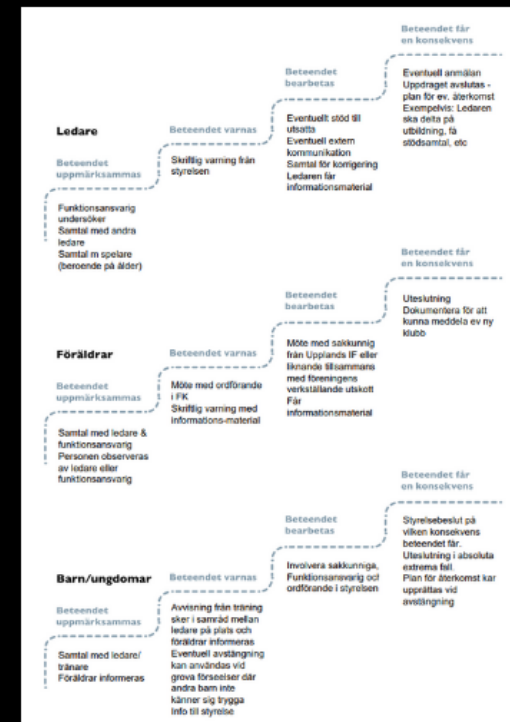 Ledare
Beteendet
uppmärksammas
Funktionsansvarig
undersöker
Samtal med andra
ledare
Samtal m spelare
(beroende på ålder)
Beteendet varnas
Skriftlig varning från
styrelsen
Beteendet
bearbetas
Eventuellt stöd till
utsatta
Eventuell extern
kommunikation
Samtal för korrigering
Ledaren får
informationsmaterial
Beteendet får
en konsekvens
Eventuell anmälan
Uppdraget avslutas -
plan för ev. återkomst
Exempelvis: Ledaren
ska delta på
utbildning, få
stödsamtal, etc
Föräldrar
Beteendet
uppmärksammas
Samtal med ledare &
funktionsansvarig
Personen observeras
av ledare eller
funktionsansvarig
Beteendet varnas
Möte med ordförande
i FK
Skriftlig varning med
informations-material
Beteendet
bearbetas
Möte med sakkunnig
från Upplands IF eller
liknande tillsammans
med föreningens
verkställande utskott
Får
informationsmaterial
Beteendet får
en konsekvens
Uteslutning
Dokumentera för att
kunna meddela ev ny
klubb
Barn/ungdomar
Beteendet
uppmärksammas
Samtal med ledare/
tränare
Föräldrar informeras
Beteendet varnas
Avvisning från träning
sker i samråd mellan
ledare på plats och
föräldrar informeras
Eventuell avstängning
kan användas vid
grova förseelser där
andra barn inte
känner sig trygga
Info till styrelse
Beteendet
bearbetas
Involvera sakkunniga,
Funktionsansvarig och
ordförande i styrelsen
Beteendet får
en konsekvens
Styrelsebeslut på
vilken konsekvens
beteendet får.
Uteslutning i absoluta
extrema fall.
Plan för återkomst kan
upprättas vid
avstängning